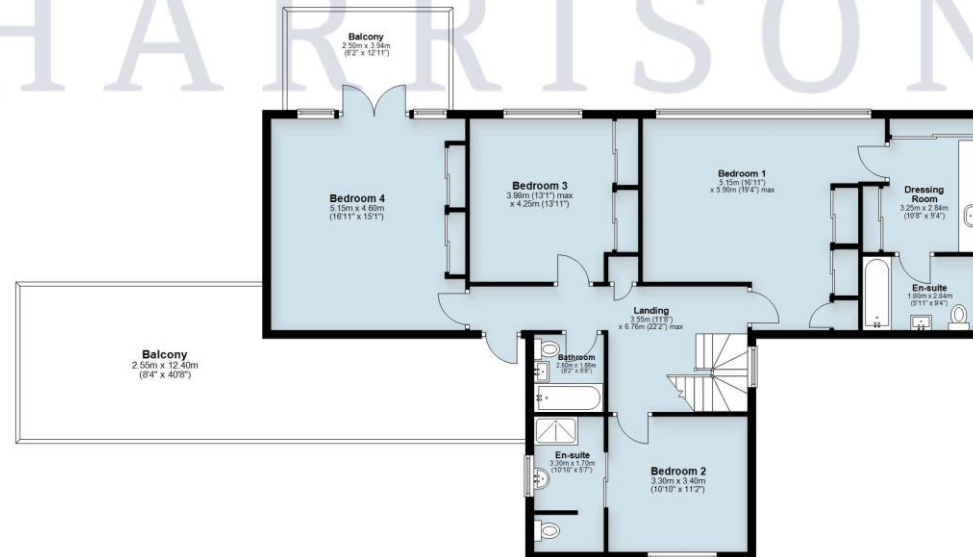 HARRISON
Balcony
2.50m x 3.94m
(8'2" x 12'11")
Bedroom 4
5.15m x 4.60m
(16'11" x 15'1")
Bedroom 3
3.98m (13'1") max
x 4.25m (13'11")
Bedroom 1
5.15m (16'11")
x 5.90m (19'4") max
Dressing
Room
3.25m x 2.84m
(10'8" x 9'4")
En-suite
1.80m x 2.84m
(5'11" x 9'4")
Landing
3.55m (11'8")
x 6.76m (22'2") max
Balcony
2.55m x 12.40m
(8'4" x 40'8")
Bathroom
En-suite
3.30m x 1.70m
(10'10" x 5'7")
Bedroom 2
3.30m x 3.40m
(10'10" x 11'2")